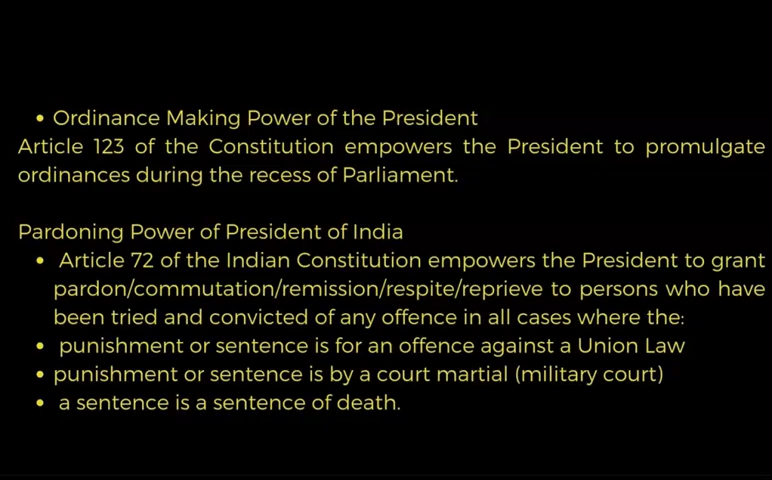 • Ordinance Making Power of the President
Article 123 of the Constitution empowers the President to promulgate
ordinances during the recess of Parliament.
Pardoning Power of President of India
• Article 72 of the Indian Constitution empowers the President to grant
pardon/commutation/remission/respite/reprieve to persons who have
been tried and convicted of any offence in all cases where the:
• punishment or sentence is for an offence against a Union Law
• punishment or sentence is by a court martial (military court)
• a sentence is a sentence of death.